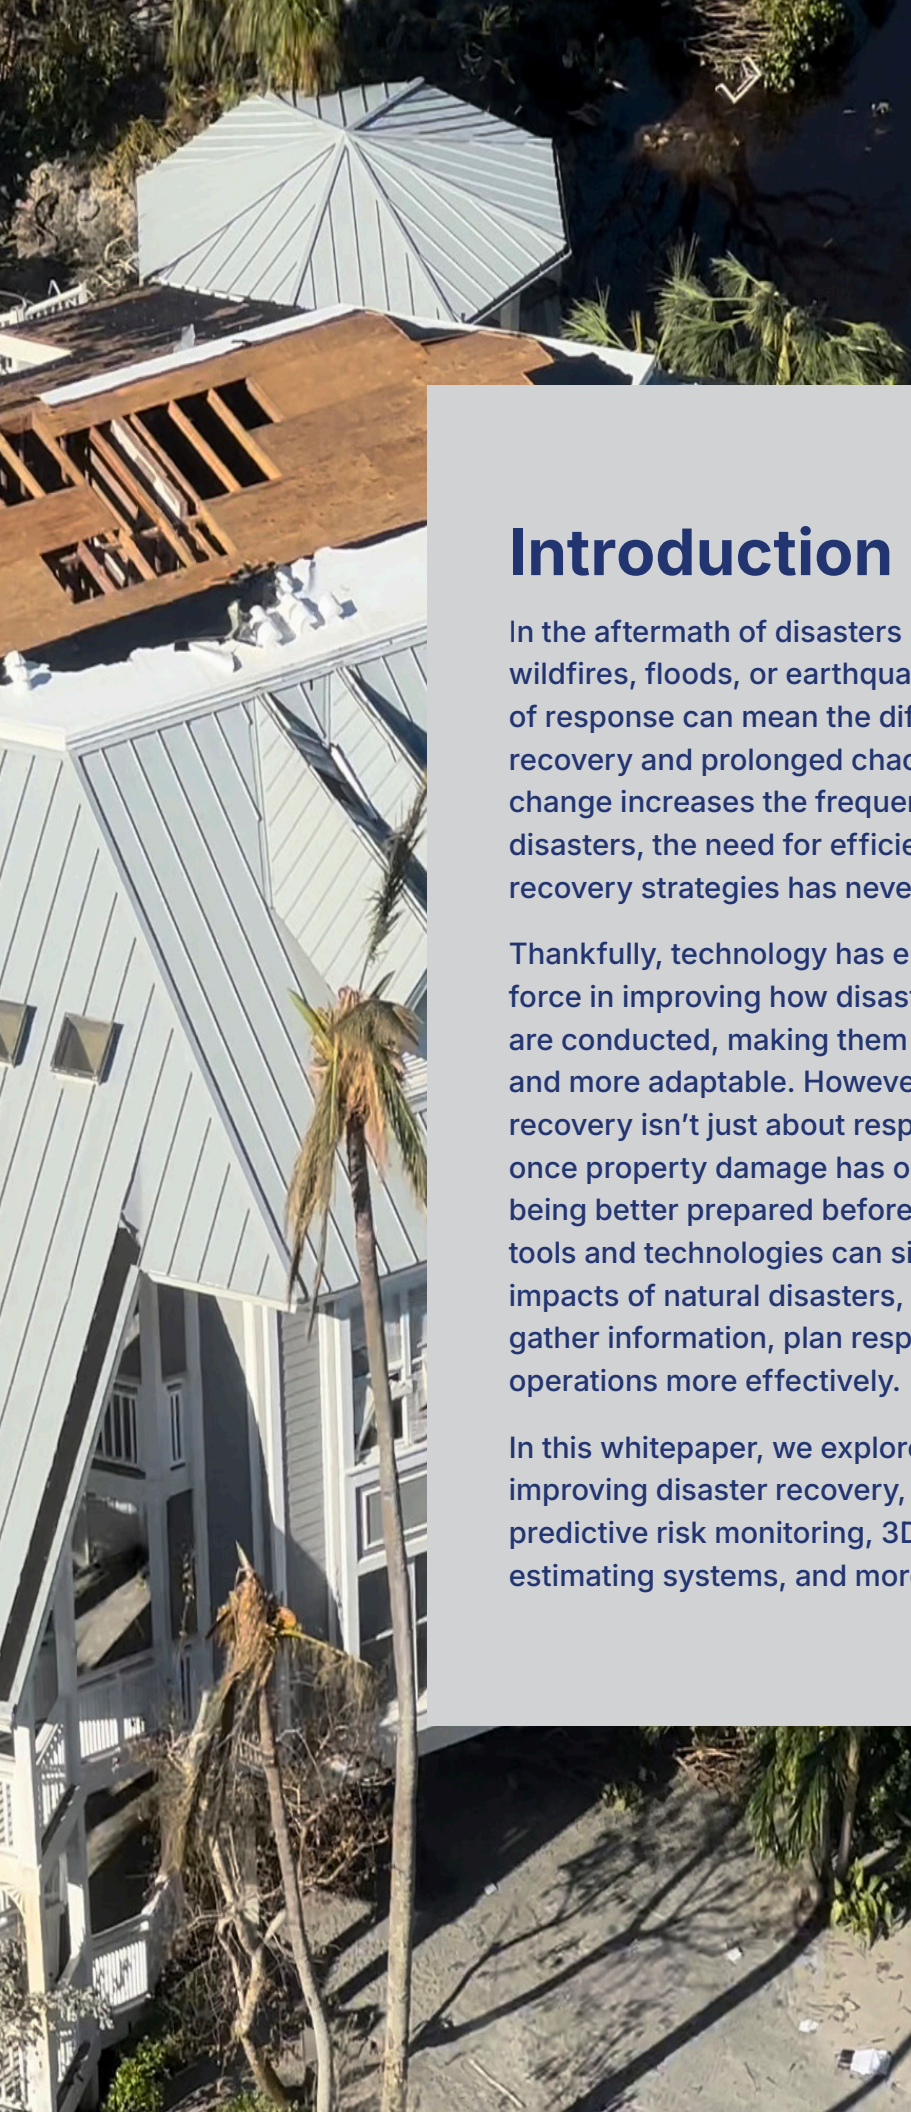 Introduction
In the aftermath of disasters
wildfires, floods, or earthqua
of response can mean the dif
recovery and prolonged chao
change increases the frequen
disasters, the need for efficie
recovery strategies has neve
Thankfully, technology has e
force in improving how disast
are conducted, making them
and more adaptable. Howeve
recovery isn’t just about resp
once property damage has o
being better prepared before
tools and technologies can si
impacts of natural disasters,
gather information, plan resp
operations more effectively.
In this whitepaper, we explore
improving disaster recovery,
predictive risk monitoring, 3D
estimating systems, and more